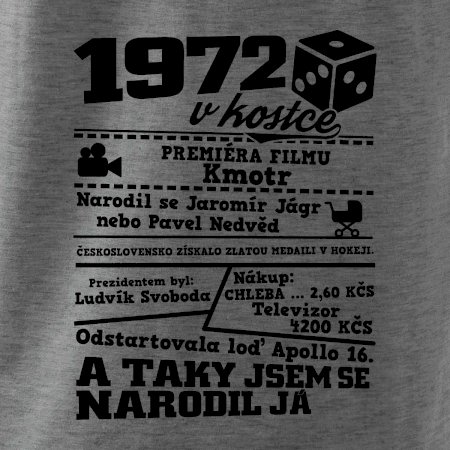 1972
v kostce
PREMIÉRA FILMU
Kmotr
Narodil se Jaromír Jágr
nebo Pavel Nedvěd
ČESKOSLOVENSKO ZÍSKALO ZLATOU MEDAILI V HOKEJI.
Prezidentem byl:
Ludvík Svoboda
Nákup:
CHLEBA ... 2,60 KČS
Televizor
4200 KČS
Odstartovala loď Apollo 16.
A TAKY JSEM SE
NARODIL JÁ